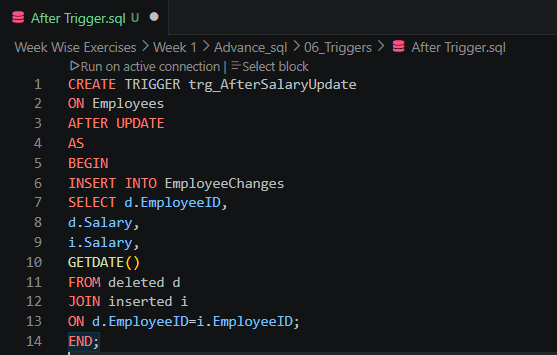 After Trigger.sql U
Week Wise Exercises > Week 1 > Advance_sql > 06_Triggers > After Trigger.sql
Run on active connection | Select block
1 CREATE TRIGGER trg_AfterSalaryUpdate
2 ON Employees
3 AFTER UPDATE
4 AS
5 BEGIN
6 INSERT INTO EmployeeChanges
7 SELECT d.EmployeeID,
8 d.Salary,
9 i.Salary,
10 GETDATE()
11 FROM deleted d
12 JOIN inserted i
13 ON d.EmployeeID=i.EmployeeID;
14 END;